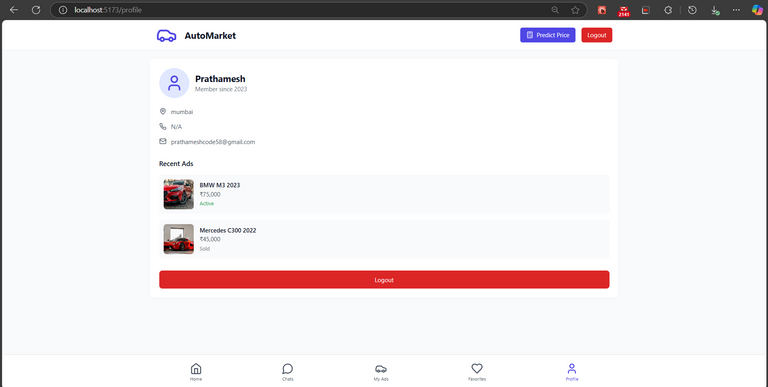 localhost:5173/profile
2141
AutoMarket
Predict Price
Logout
Prathamesh
Member since 2023
mumbai
N/A
prathameshcode58@gmail.com
Recent Ads
BMW M3 2023
₹75,000
Active
Mercedes C300 2022
₹45,000
Sold
Logout
Home
Chats
My Ads
Favorites
Profile